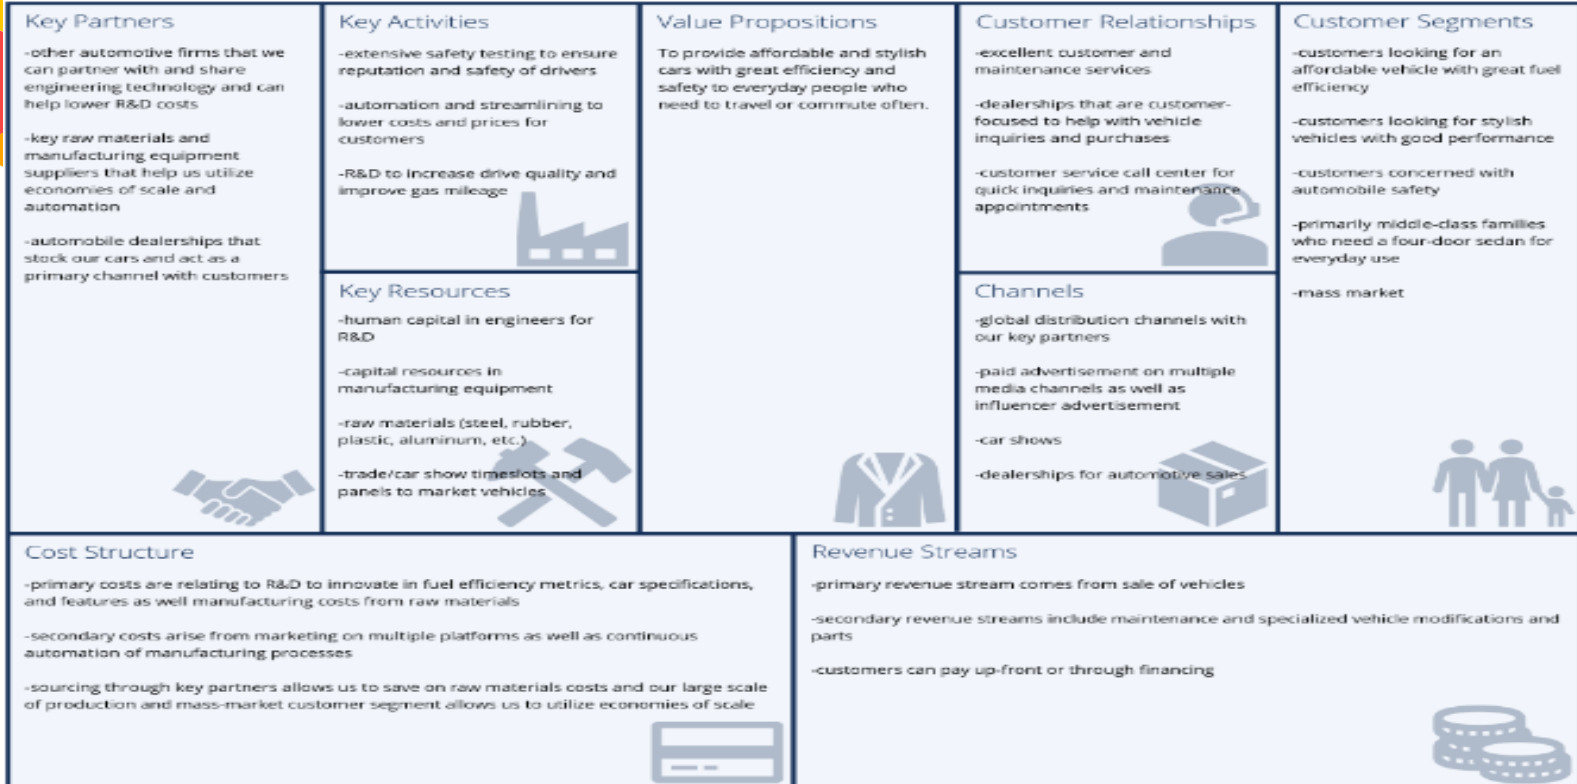 Key Partners
-other automotive firms that we
can partner with and share
engineering technology and can
help lower R&D costs
-key raw materials and
manufacturing equipment
suppliers that help us utilize
economies of scale and
automation
-automobile dealerships that
stock our cars and act as a
primary channel with customers
Key Activities
-extensive safety testing to ensure
reputation and safety of drivers
-automation and streamlining to
lower costs and prices for
customers
-R&D to increase drive quality and
improve gas mileage
Key Resources
-human capital in engineers for
R&D
-capital resources in
manufacturing equipment
-raw materials (steel, rubber,
plastic, aluminum, etc.)
-trade/car show timeslots and
panels to market vehicles
Value Propositions
To provide affordable and stylish
cars with great efficiency and
safety to everyday people who
need to travel or commute often.
Customer Relationships
-excellent customer and
maintenance services
-dealerships that are customer-
focused to help with vehicle
inquiries and purchases
-customer service call center for
quick inquiries and maintenance
appointments
Channels
-global distribution channels with
our key partners
-paid advertisement on multiple
media channels as well as
influencer advertisement
-car shows
-dealerships for automotive sales
Customer Segments
-customers looking for an
affordable vehicle with great fuel
efficiency
-customers looking for stylish
vehicles with good performance
-customers concerned with
automobile safety
-primarily middle-class families
who need a four-door sedan for
everyday use
-mass market
Cost Structure
-primary costs are relating to R&D to innovate in fuel efficiency metrics, car specifications,
and features as well manufacturing costs from raw materials
-secondary costs arise from marketing on multiple platforms as well as continuous
automation of manufacturing processes
-sourcing through key partners allows us to save on raw materials costs and our large scale
of production and mass-market customer segment allows us to utilize economies of scale
Revenue Streams
-primary revenue stream comes from sale of vehicles
-secondary revenue streams include maintenance and specialized vehicle modifications and
parts
-customers can pay up-front or through financing